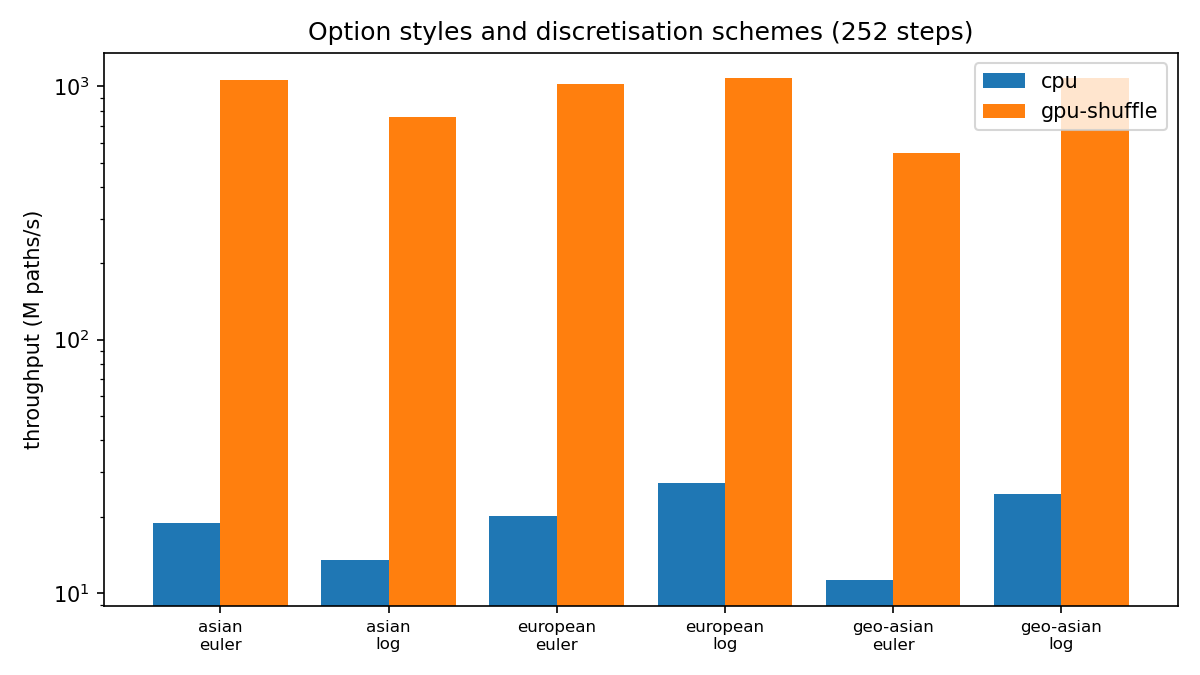 Option styles and discretisation schemes (252 steps)
throughput (M paths/s)
10³
10²
10¹
cpu
gpu-shuffle
asian
euler
asian
log
european
euler
european
log
geo-asian
euler
geo-asian
log